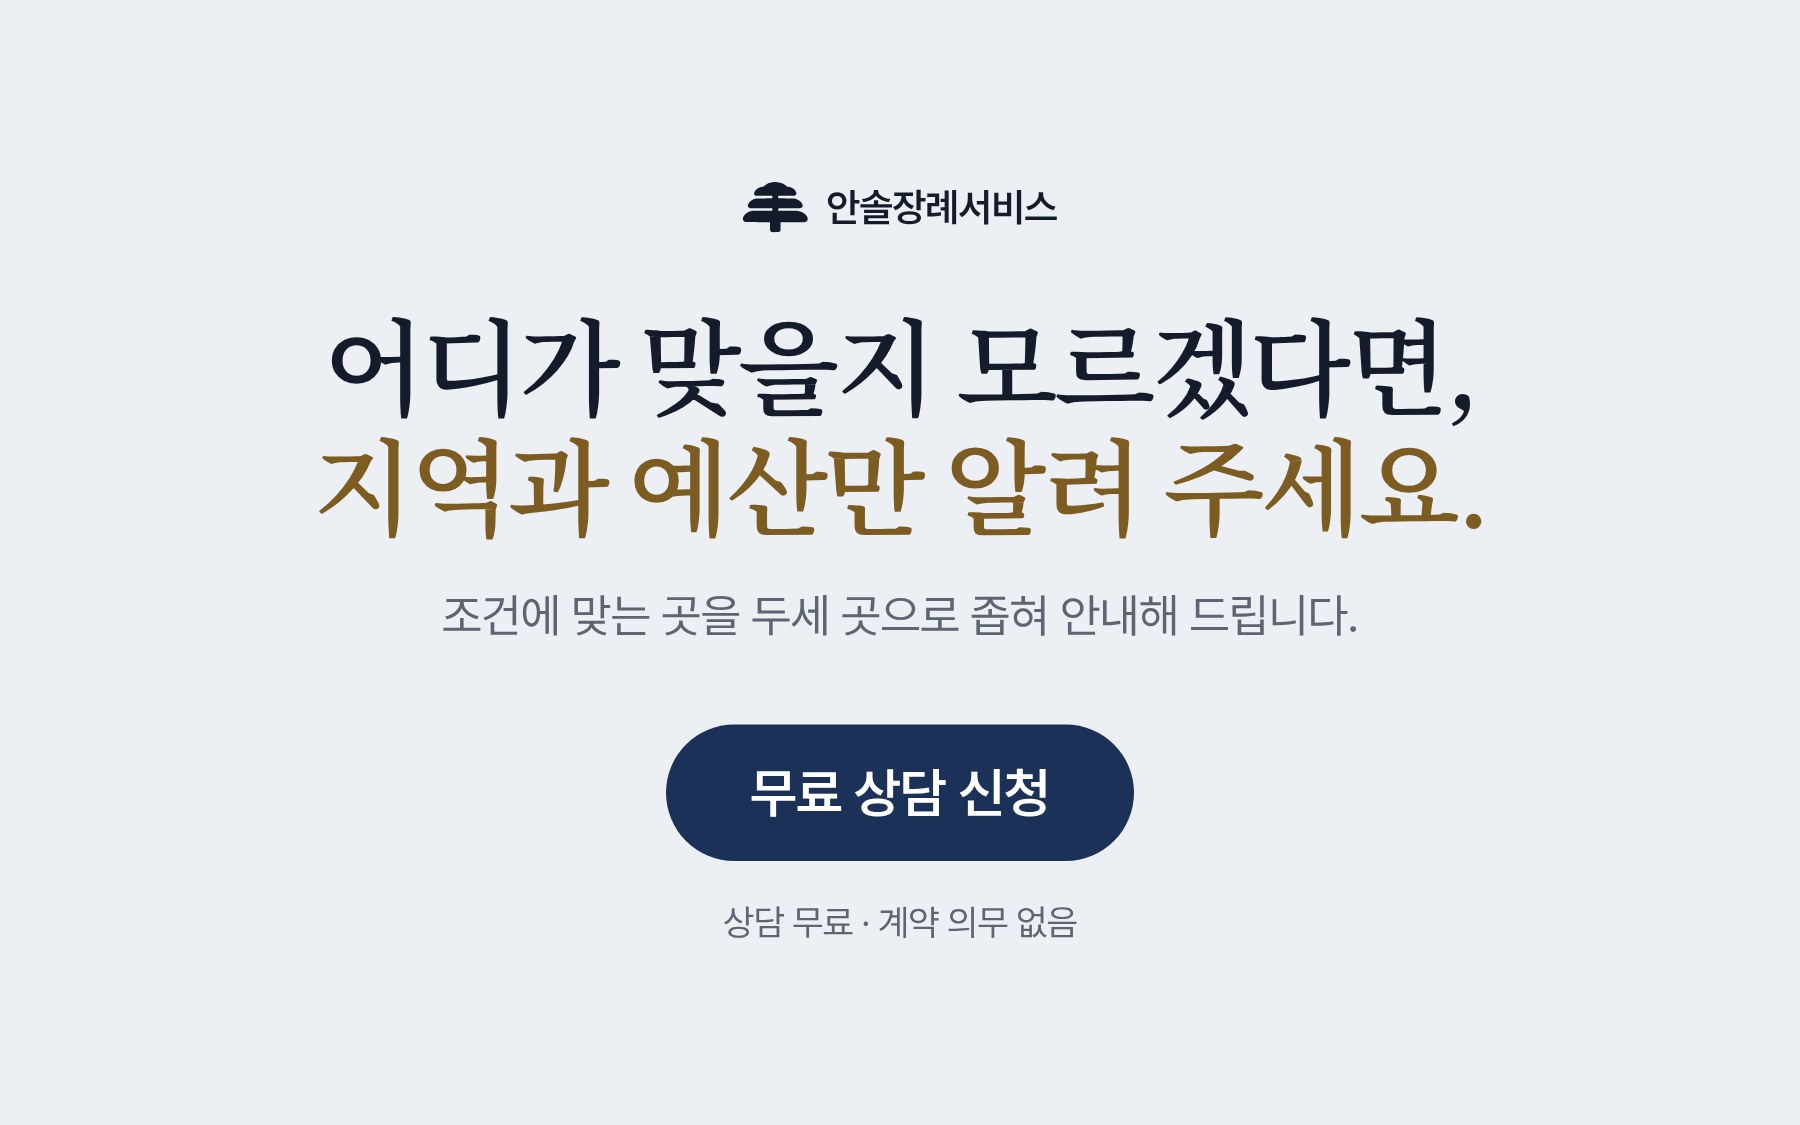 안솔장례서비스
어디가 맞을지 모르겠다면,
지역과 예산만 알려 주세요.
조건에 맞는 곳을 두세 곳으로 좁혀 안내해 드립니다.
무료 상담 신청
상담 무료 · 계약 의무 없음